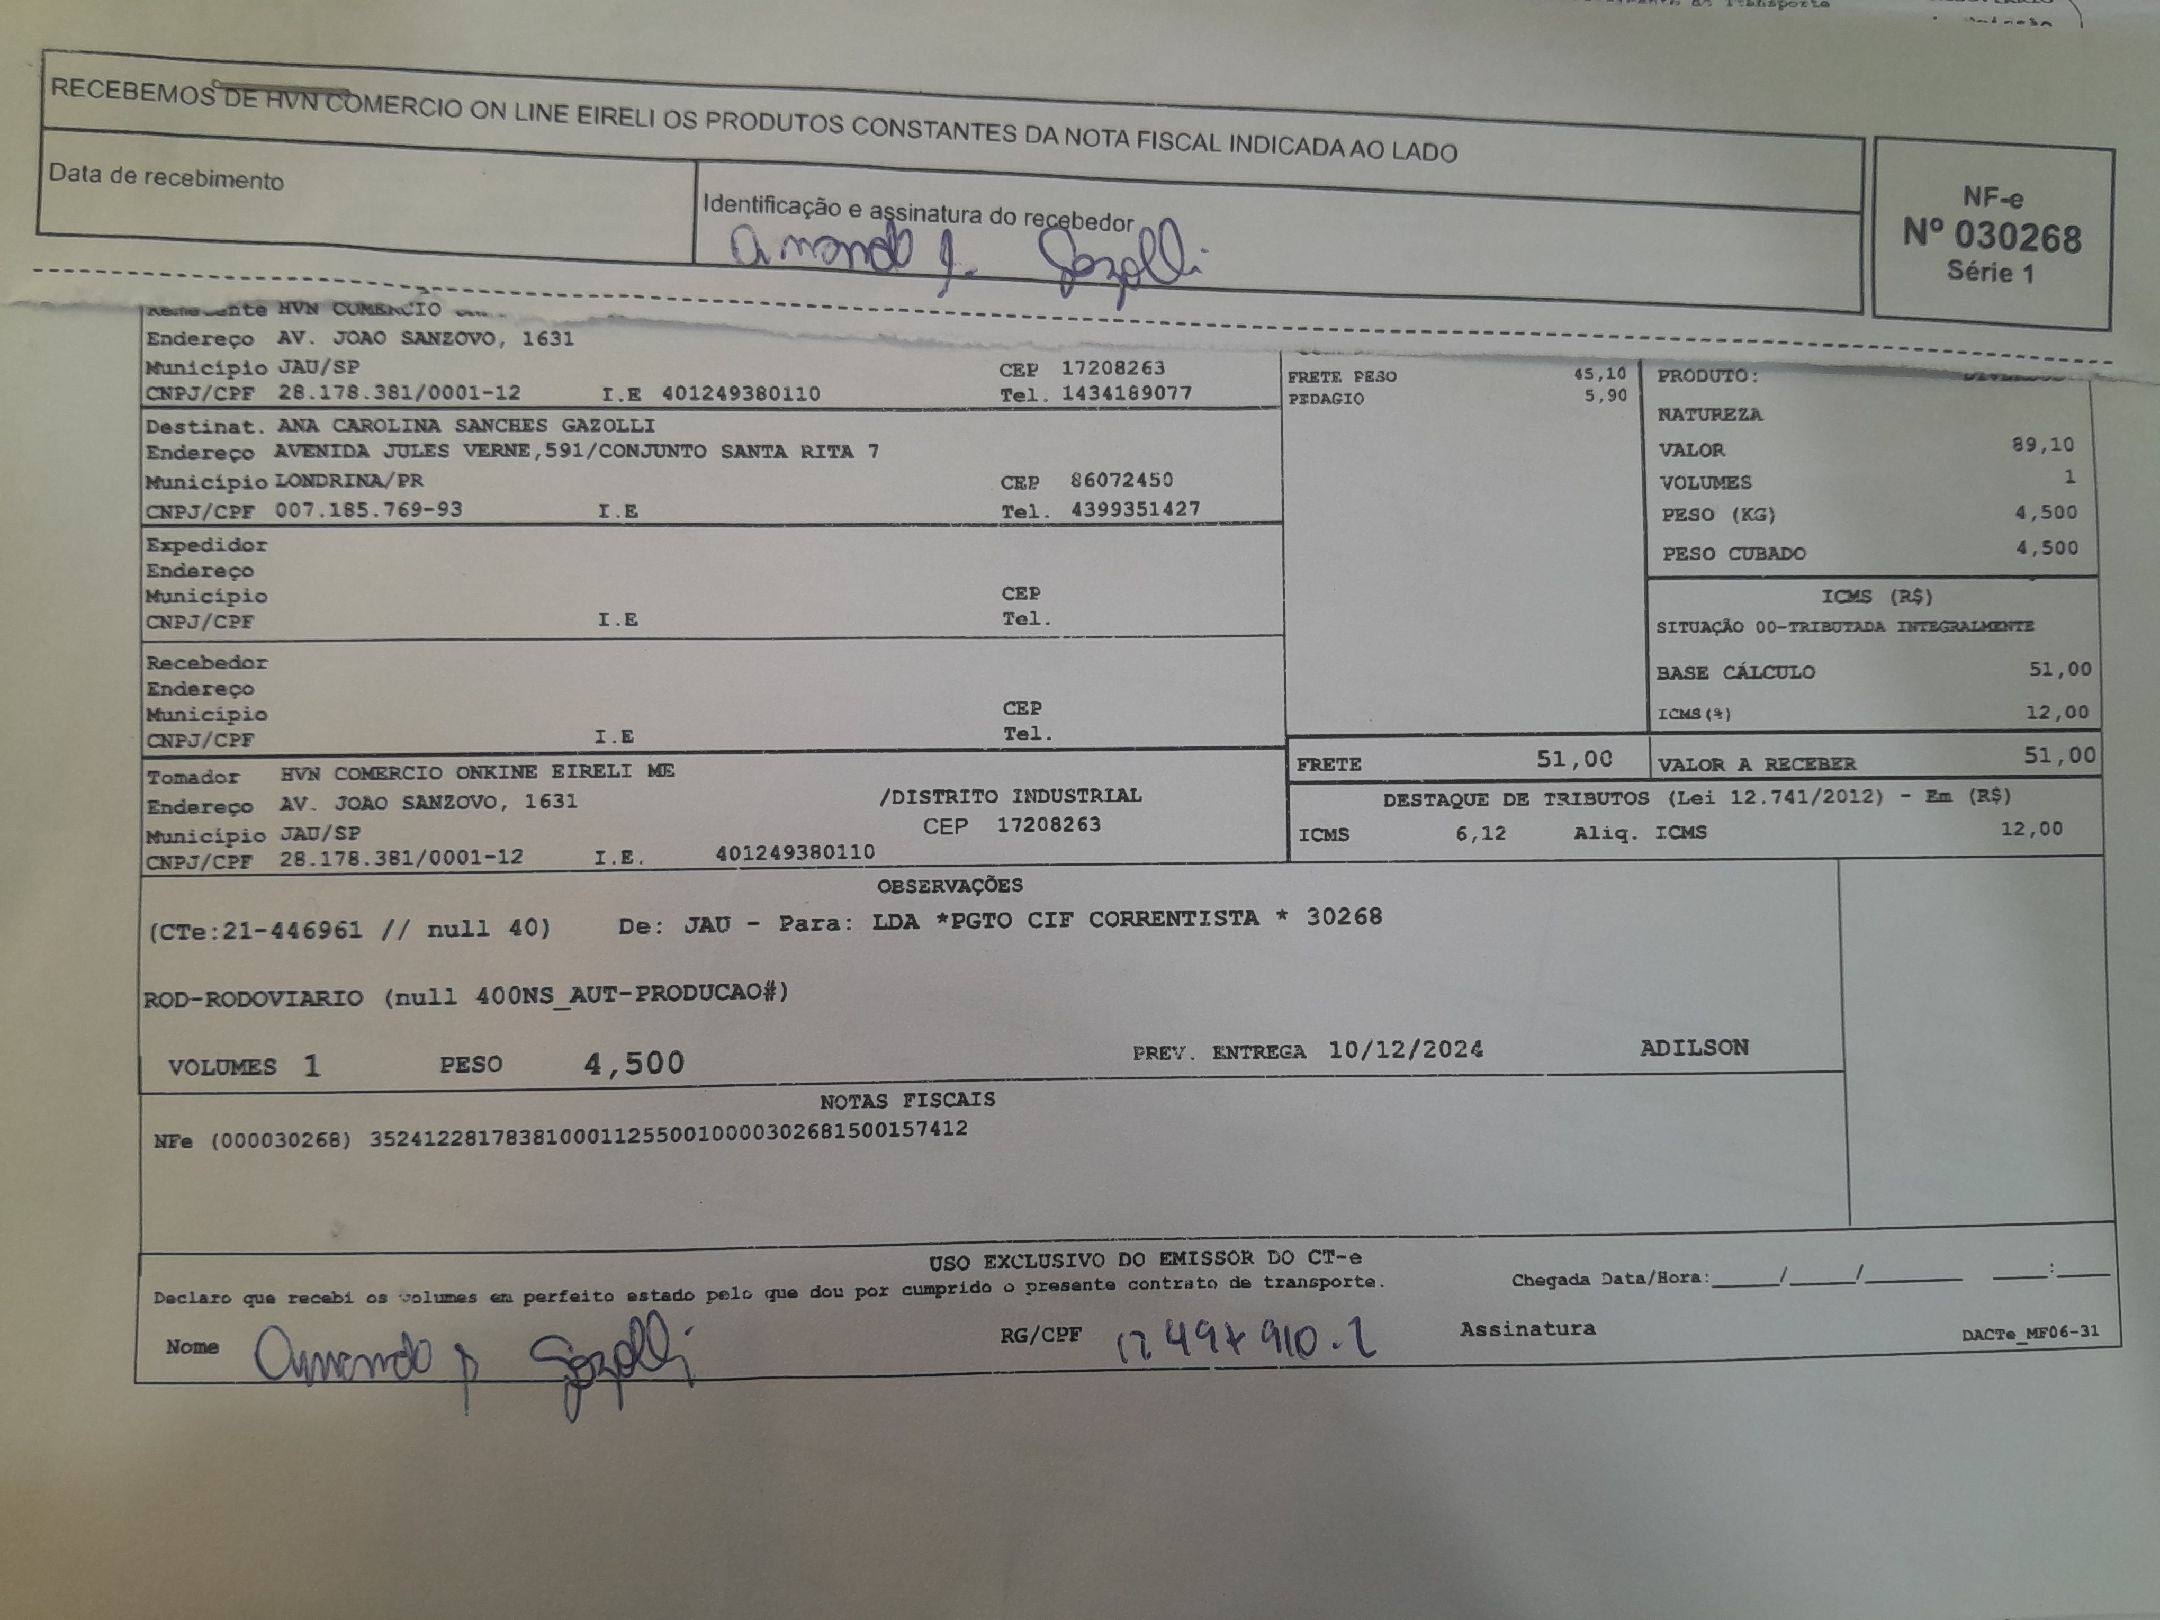 RECEBEMOS DE HVN COMERCIO ON LINE EIRELI OS PRODUTOS CONSTANTES DA NOTA FISCAL INDICADA AO LADO
Data de recebimento
Identificação e assinatura do recebedor
Gazolli
NF-e
Nº 030268
Série 1
HVN COMERCIO
Endereço AV. JOAO SANZOVO, 1631
Município JAU/SP CEP 17208263
CNPJ/CPF 28.178.381/0001-12 I.E 401249380110 Tel. 1434189077
Destinat. ANA CAROLINA SANCHES GAZOLLI
Endereço AVENIDA JULES VERNE,591/CONJUNTO SANTA RITA 7
Município LONDRINA/PR CEP 86072450
CNPJ/CPF 007.185.769-93 I.E Tel. 4399351427
Expedidor
Endereço
Município CEP
CNPJ/CPF I.E Tel.
Recebedor
Endereço
Município CEP
CNPJ/CPF I.E Tel.
Tomador HVN COMERCIO ONKINE EIRELI ME
Endereço AV. JOAO SANZOVO, 1631 /DISTRITO INDUSTRIAL
Município JAU/SP CEP 17208263
CNPJ/CPF 28.178.381/0001-12 I.E. 401249380110
FRETE PESO 45,10
PEDAGIO 5,90
PRODUTO:
NATUREZA
VALOR 89,10
VOLUMES 1
PESO (KG) 4,500
PESO CUBADO 4,500
ICMS (R$)
SITUAÇÃO 00-TRIBUTADA INTEGRALMENTE
BASE CÁLCULO 51,00
ICMS(%) 12,00
FRETE 51,00 VALOR A RECEBER 51,00
DESTAQUE DE TRIBUTOS (Lei 12.741/2012) - Em (R$)
ICMS 6,12 Aliq. ICMS 12,00
OBSERVAÇÕES
(CTe:21-446961 // null 40) De: JAU - Para: LDA *PGTO CIF CORRENTISTA * 30268
ROD-RODOVIARIO (null 400NS_AUT-PRODUCAO#)
VOLUMES 1 PESO 4,500 PREV. ENTREGA 10/12/2024 ADILSON
NOTAS FISCAIS
NFe (000030268) 35241228178381000112550010000302681500157412
USO EXCLUSIVO DO EMISSOR DO CT-e
Declaro que recebi os volumes em perfeito estado pelo que dou por cumprido o presente contrato de transporte. Chegada Data/Hora:____/____/______ ___:___
Nome Gazolli RG/CPF Assinatura DACTe_MF06-31